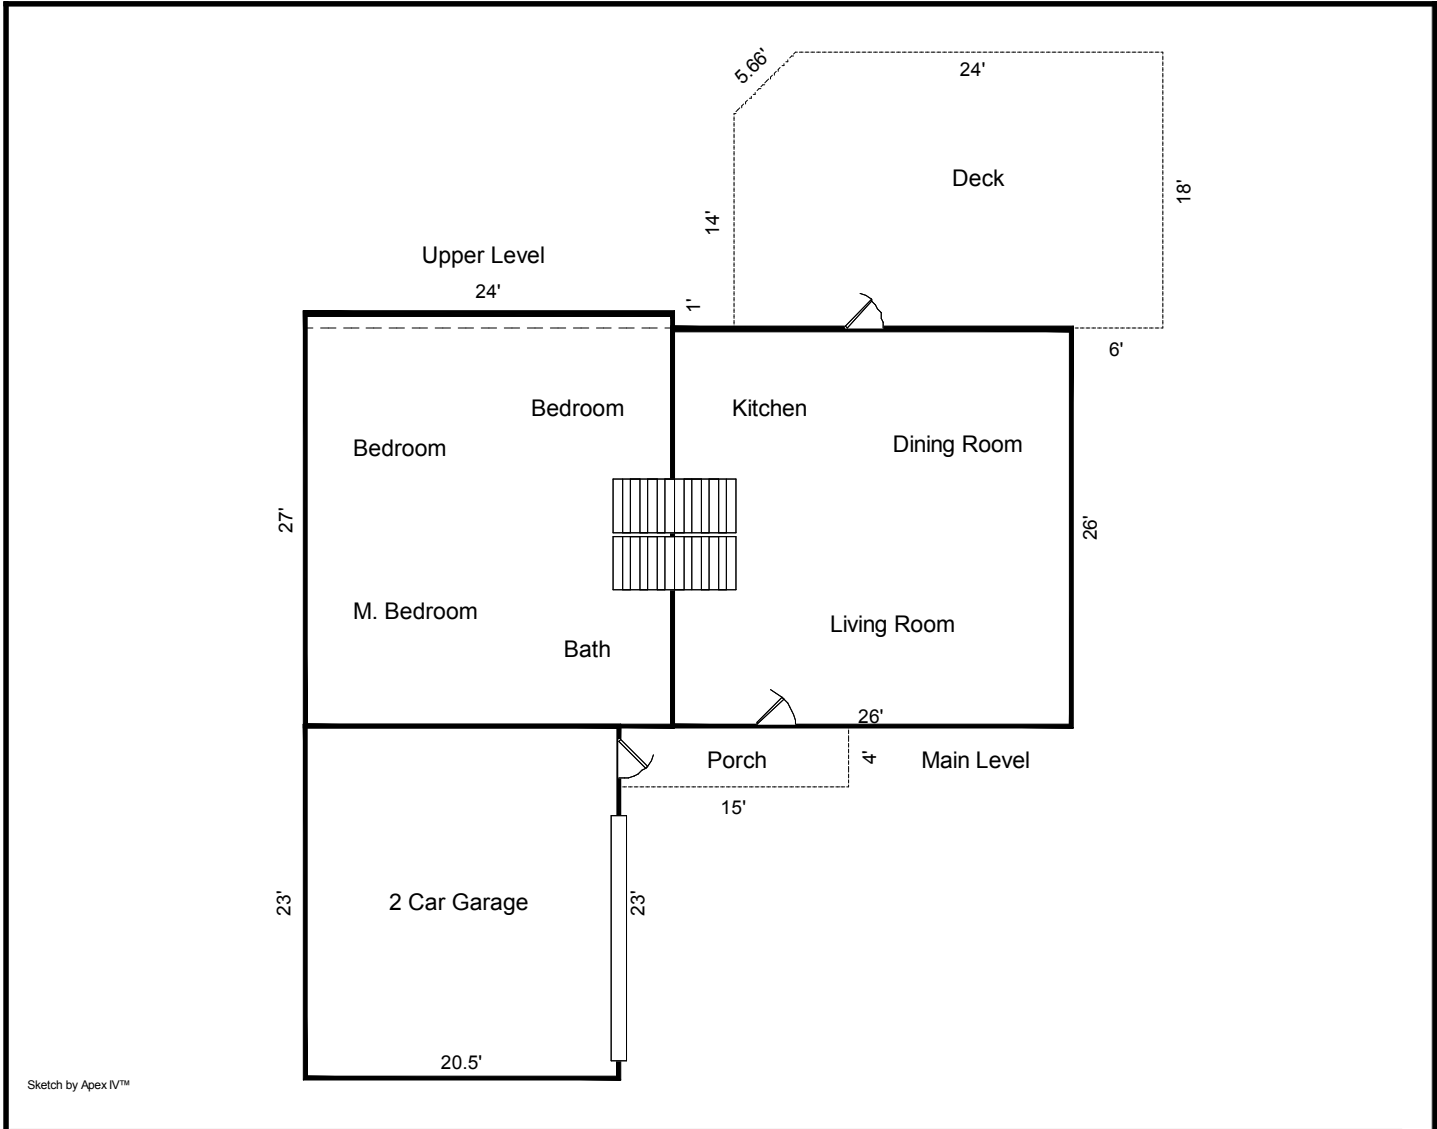 5.66'
24'
Deck
18'
14'
Upper Level
24'
1'
6'
Bedroom
Kitchen
Bedroom
Dining Room
27'
26'
M. Bedroom
Living Room
Bath
26'
Porch
4'
Main Level
15'
23'
2 Car Garage
23'
20.5'
Sketch by Apex IV™